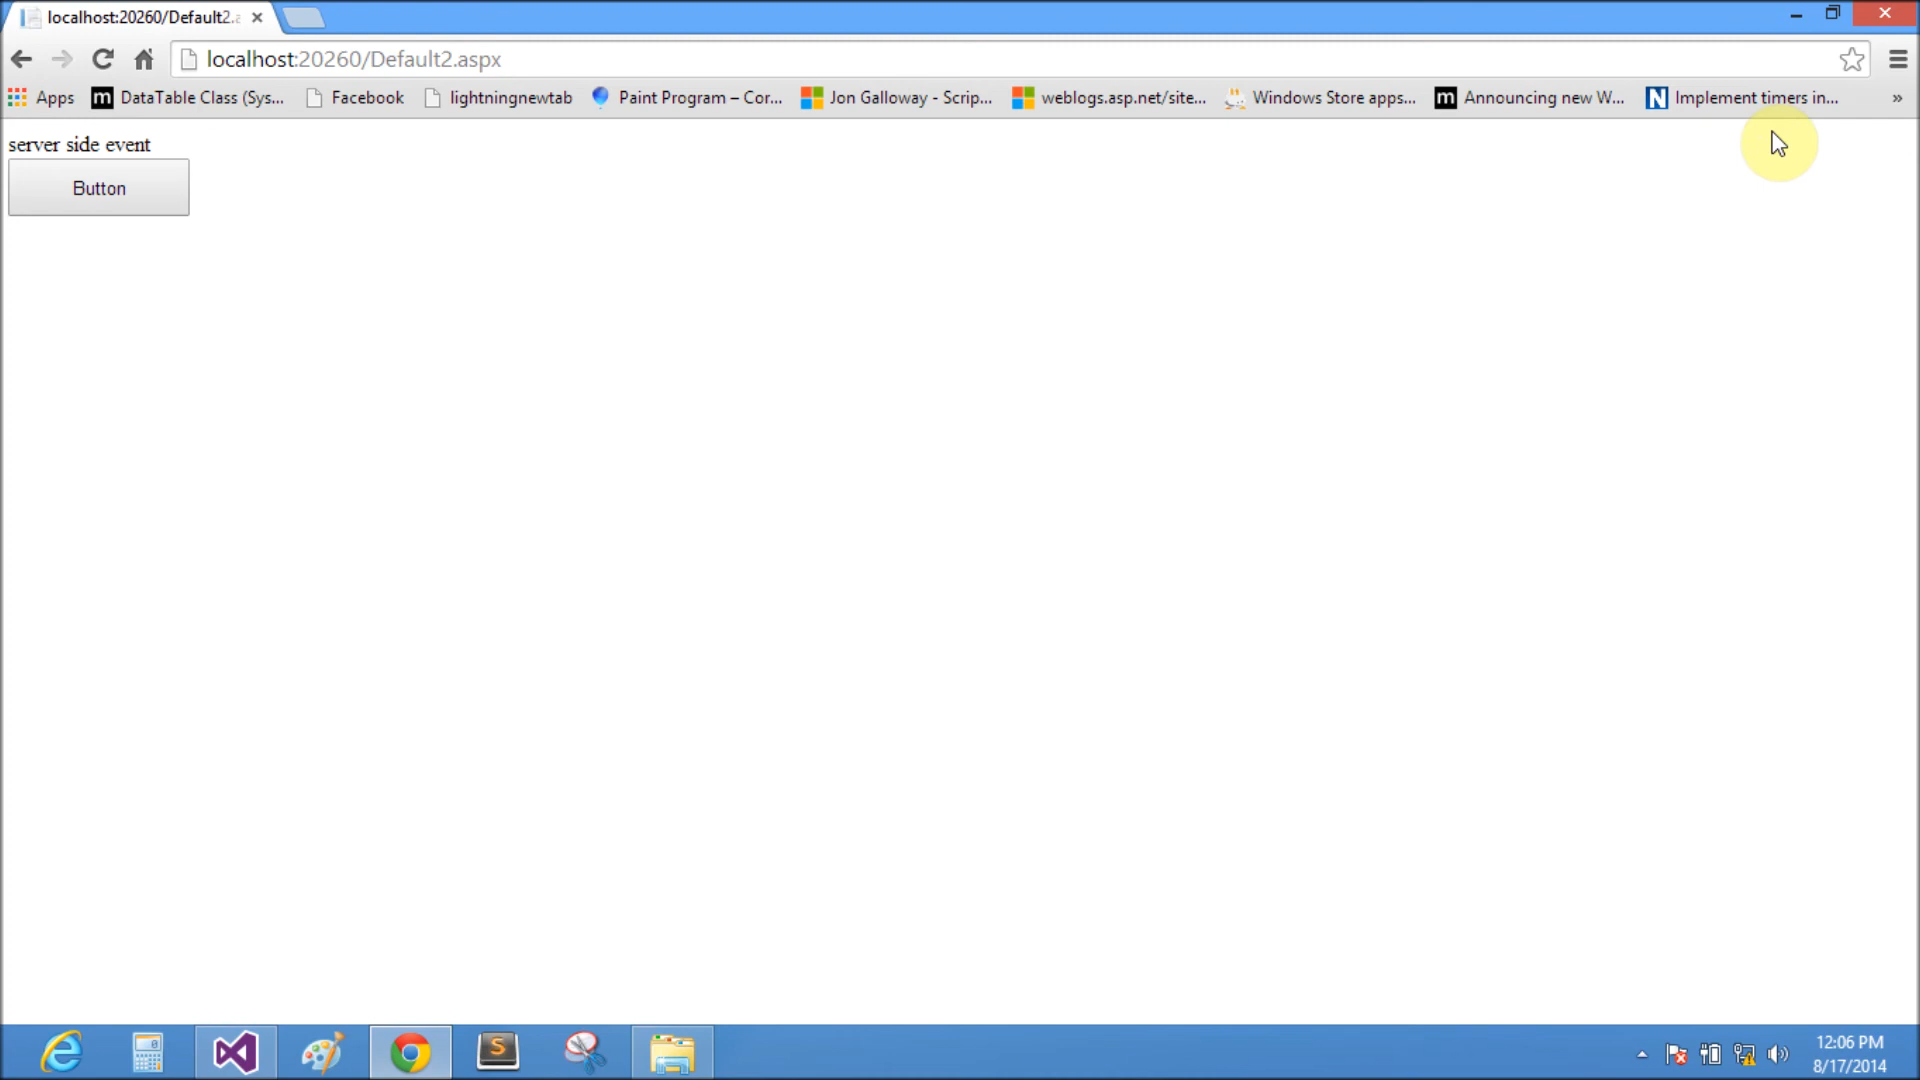 localhost:20260/Default2.a
localhost:20260/Default2.aspx
Apps
m DataTable Class (Sys...
Facebook
lightningnewtab
Paint Program – Cor...
Jon Galloway - Scrip...
weblogs.asp.net/site...
Windows Store apps...
m Announcing new W...
N Implement timers in...
»
server side event
Button
S
12:06 PM
8/17/2014